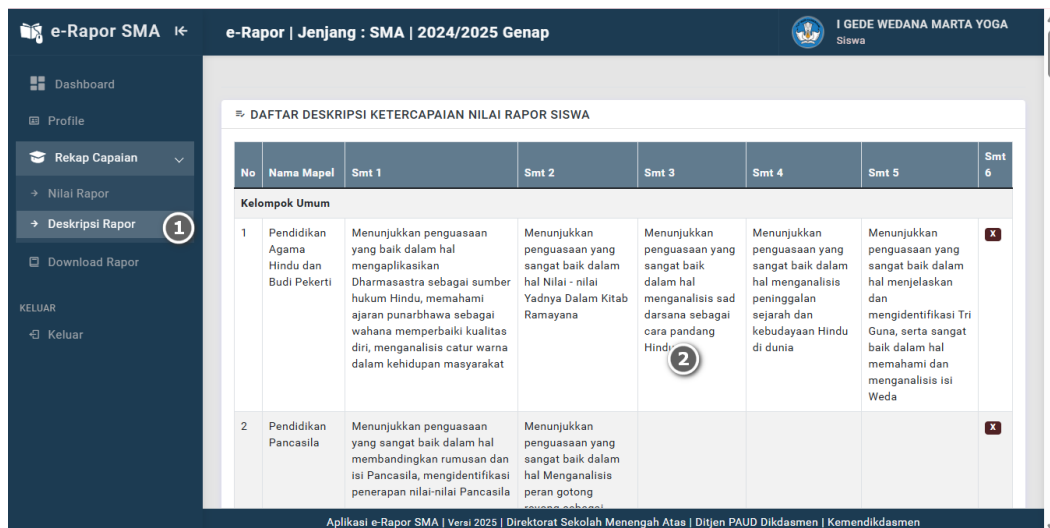 e-Rapor SMA
e-Rapor | Jenjang : SMA | 2024/2025 Genap
I GEDE WEDANA MARTA YOGA
Siswa
Dashboard
Profile
Rekap Capaian
Nilai Rapor
Deskripsi Rapor
1
Download Rapor
KELUAR
Keluar
DAFTAR DESKRIPSI KETERCAPAIAN NILAI RAPOR SISWA
No Nama Mapel Smt 1 Smt 2 Smt 3 Smt 4 Smt 5 Smt 6
Kelompok Umum
1
Pendidikan
Agama
Hindu dan
Budi Pekerti
Menunjukkan penguasaan
yang baik dalam hal
mengaplikasikan
Dharmasastra sebagai sumber
hukum Hindu, memahami
ajaran punarbhawa sebagai
wahana memperbaiki kualitas
diri, menganalisis catur warna
dalam kehidupan masyarakat
Menunjukkan
penguasaan yang
sangat baik dalam
hal Nilai - nilai
Yadnya Dalam Kitab
Ramayana
Menunjukkan
penguasaan yang
sangat baik
dalam hal
menganalisis sad
darsana sebagai
cara pandang
Hindu
2
Menunjukkan
penguasaan yang
sangat baik dalam
hal menganalisis
peninggalan
sejarah dan
kebudayaan Hindu
di dunia
Menunjukkan
penguasaan yang
sangat baik dalam
hal menjelaskan
dan
mengidentifikasi Tri
Guna, serta sangat
baik dalam hal
memahami dan
menganalisis isi
Weda
X
2
Pendidikan
Pancasila
Menunjukkan penguasaan
yang sangat baik dalam hal
membandingkan rumusan dan
isi Pancasila, mengidentifikasi
penerapan nilai-nilai Pancasila
Menunjukkan
penguasaan yang
sangat baik dalam
hal Menganalisis
peran gotong
X
Aplikasi e-Rapor SMA | Versi 2025 | Direktorat Sekolah Menengah Atas | Ditjen PAUD Dikdasmen | Kemendikdasmen